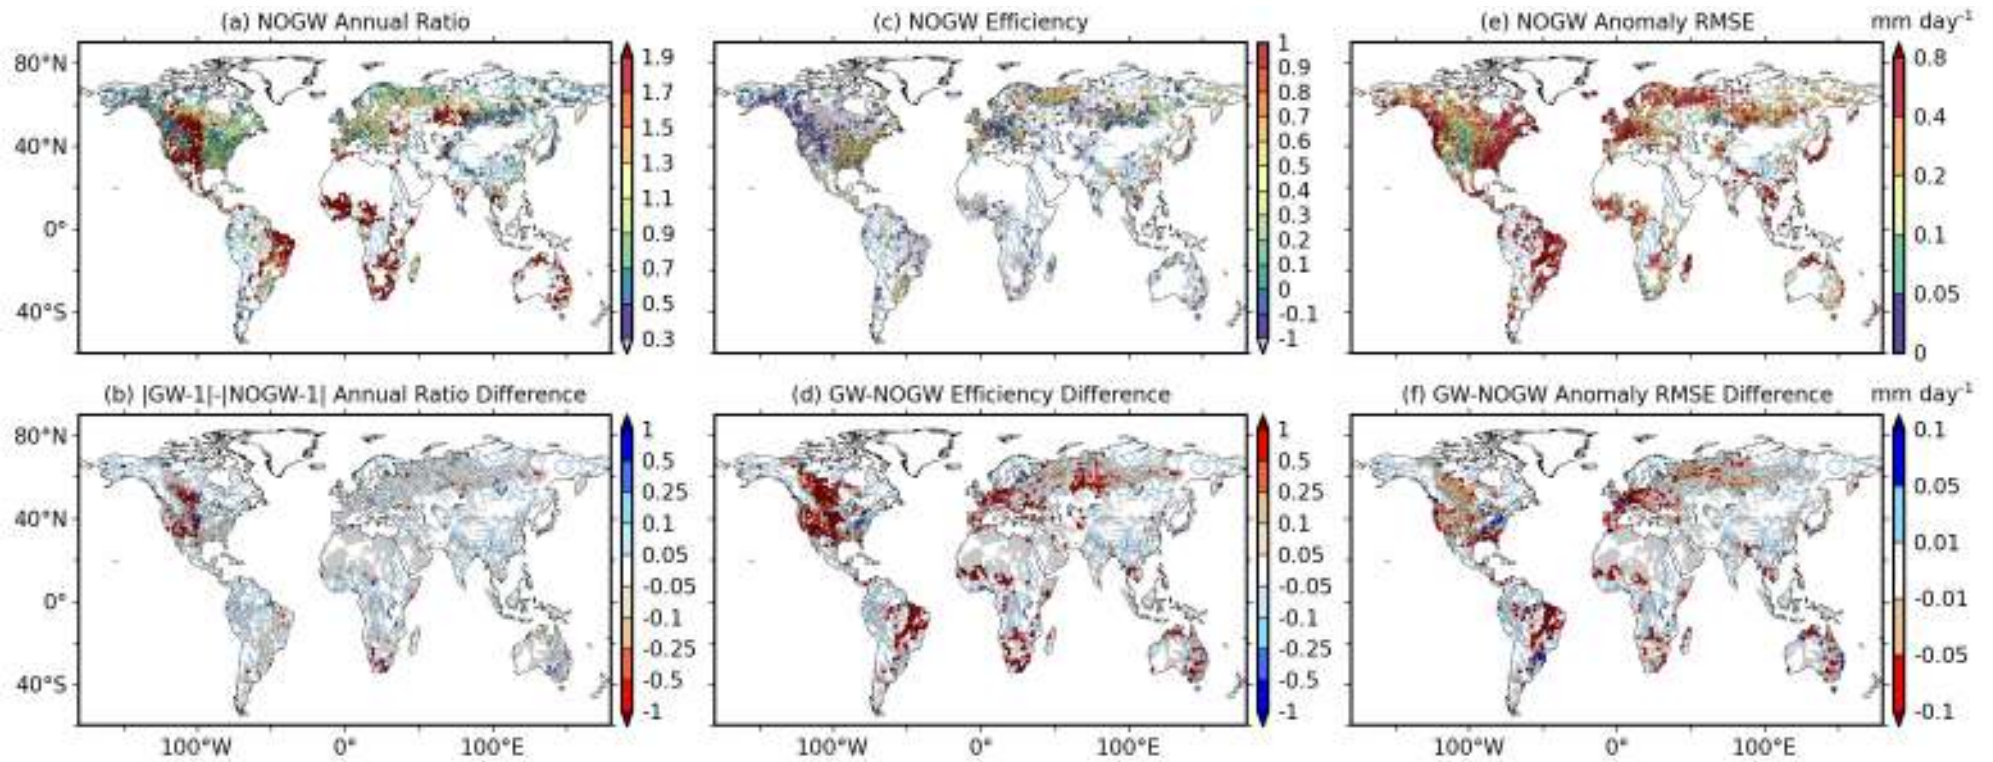 (a) NOGW Annual Ratio
(c) NOGW Efficiency
(e) NOGW Anomaly RMSE
mm day⁻¹
80°N
40°N
0°
40°S
1.9
1.7
1.5
1.3
1.1
0.9
0.7
0.5
0.3
1
0.9
0.8
0.7
0.6
0.5
0.4
0.3
0.2
0.1
0
-0.1
-1
0.8
0.4
0.2
0.1
0.05
0
(b) |GW-1|-|NOGW-1| Annual Ratio Difference
(d) GW-NOGW Efficiency Difference
(f) GW-NOGW Anomaly RMSE Difference
mm day⁻¹
80°N
40°N
0°
40°S
1
0.5
0.25
0.1
0.05
-0.05
-0.1
-0.25
-0.5
-1
1
0.5
0.25
0.1
0.05
-0.05
-0.1
-0.25
-0.5
-1
0.1
0.05
0.01
-0.01
-0.05
-0.1
100°W
0°
100°E
100°W
0°
100°E
100°W
0°
100°E